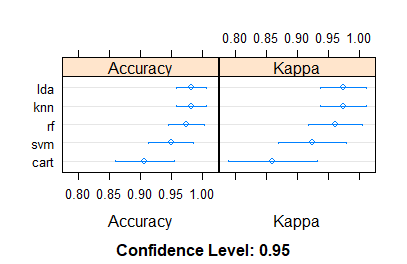 0.80 0.85 0.90 0.95 1.00
Accuracy Kappa
lda
knn
rf
svm
cart
0.80 0.85 0.90 0.95 1.00
Accuracy Kappa
Confidence Level: 0.95